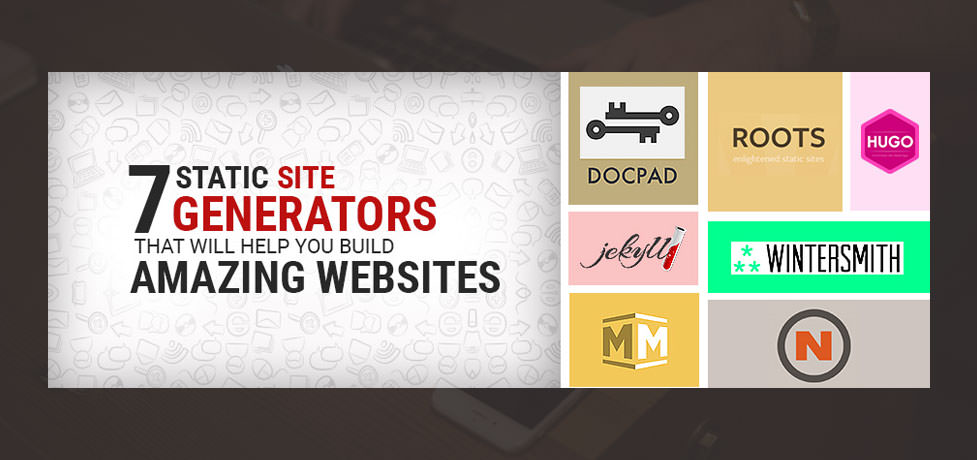 7 STATIC SITE
GENERATORS
THAT WILL HELP YOU BUILD
AMAZING WEBSITES
DOCPAD
ROOTS
enlightened static sites
HUGO
jekyll
WINTERSMITH
M M
N